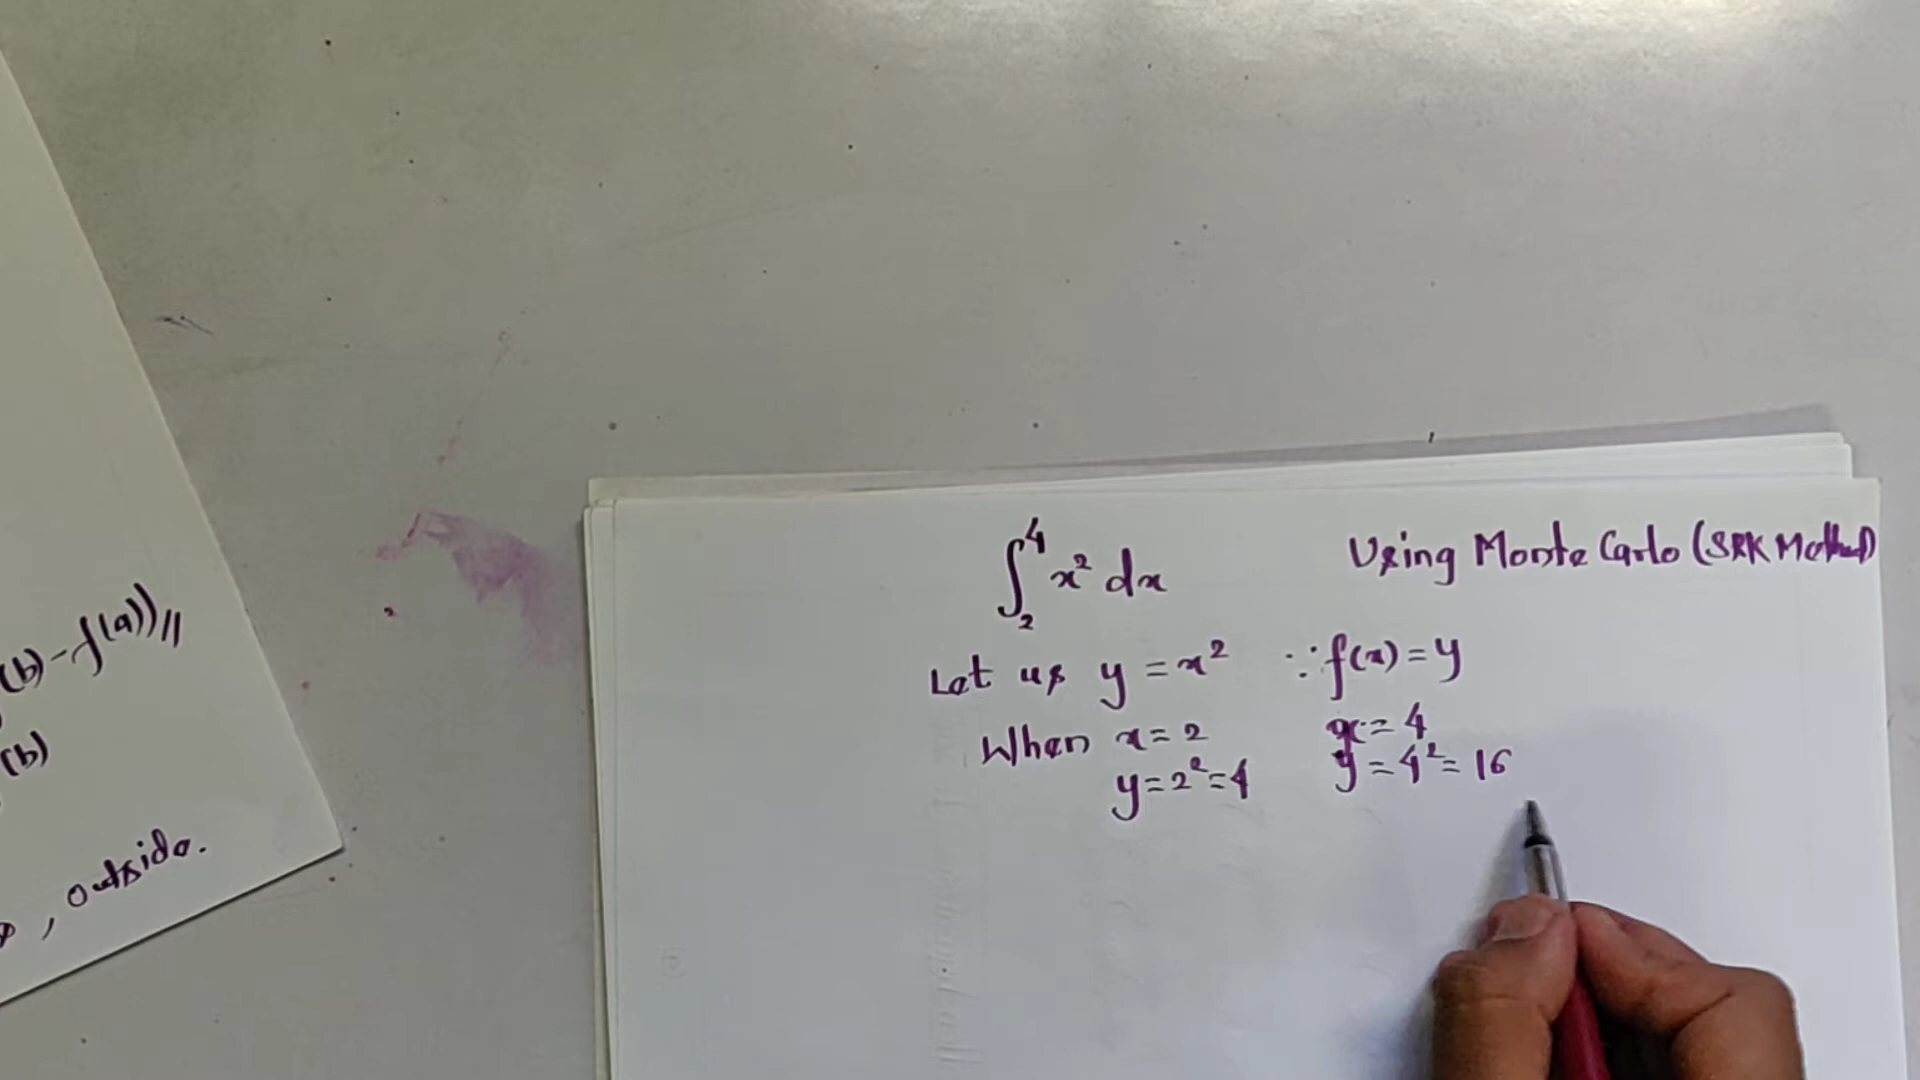 (b)-f(a))//
(b)
, outside.
∫₂⁴ x² dx Using Monte Carlo (SRK Method)
Let us y = x² ∵ f(x) = y
When x = 2 x = 4
y = 2² = 4 y = 4² = 16